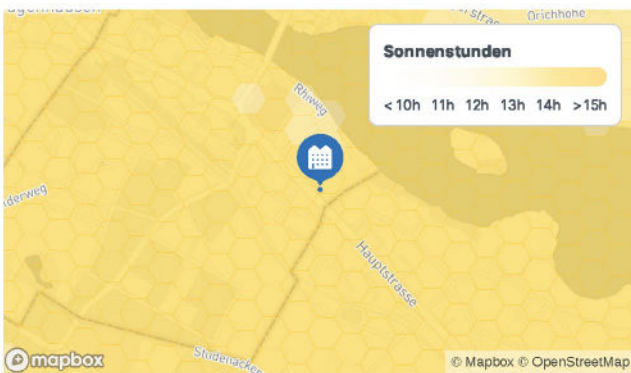 Sonnenstunden
< 10h 11h 12h 13h 14h > 15h
Rhiweg
Hauptstrasse
Studenacker
mapbox
© Mapbox © OpenStreetMap